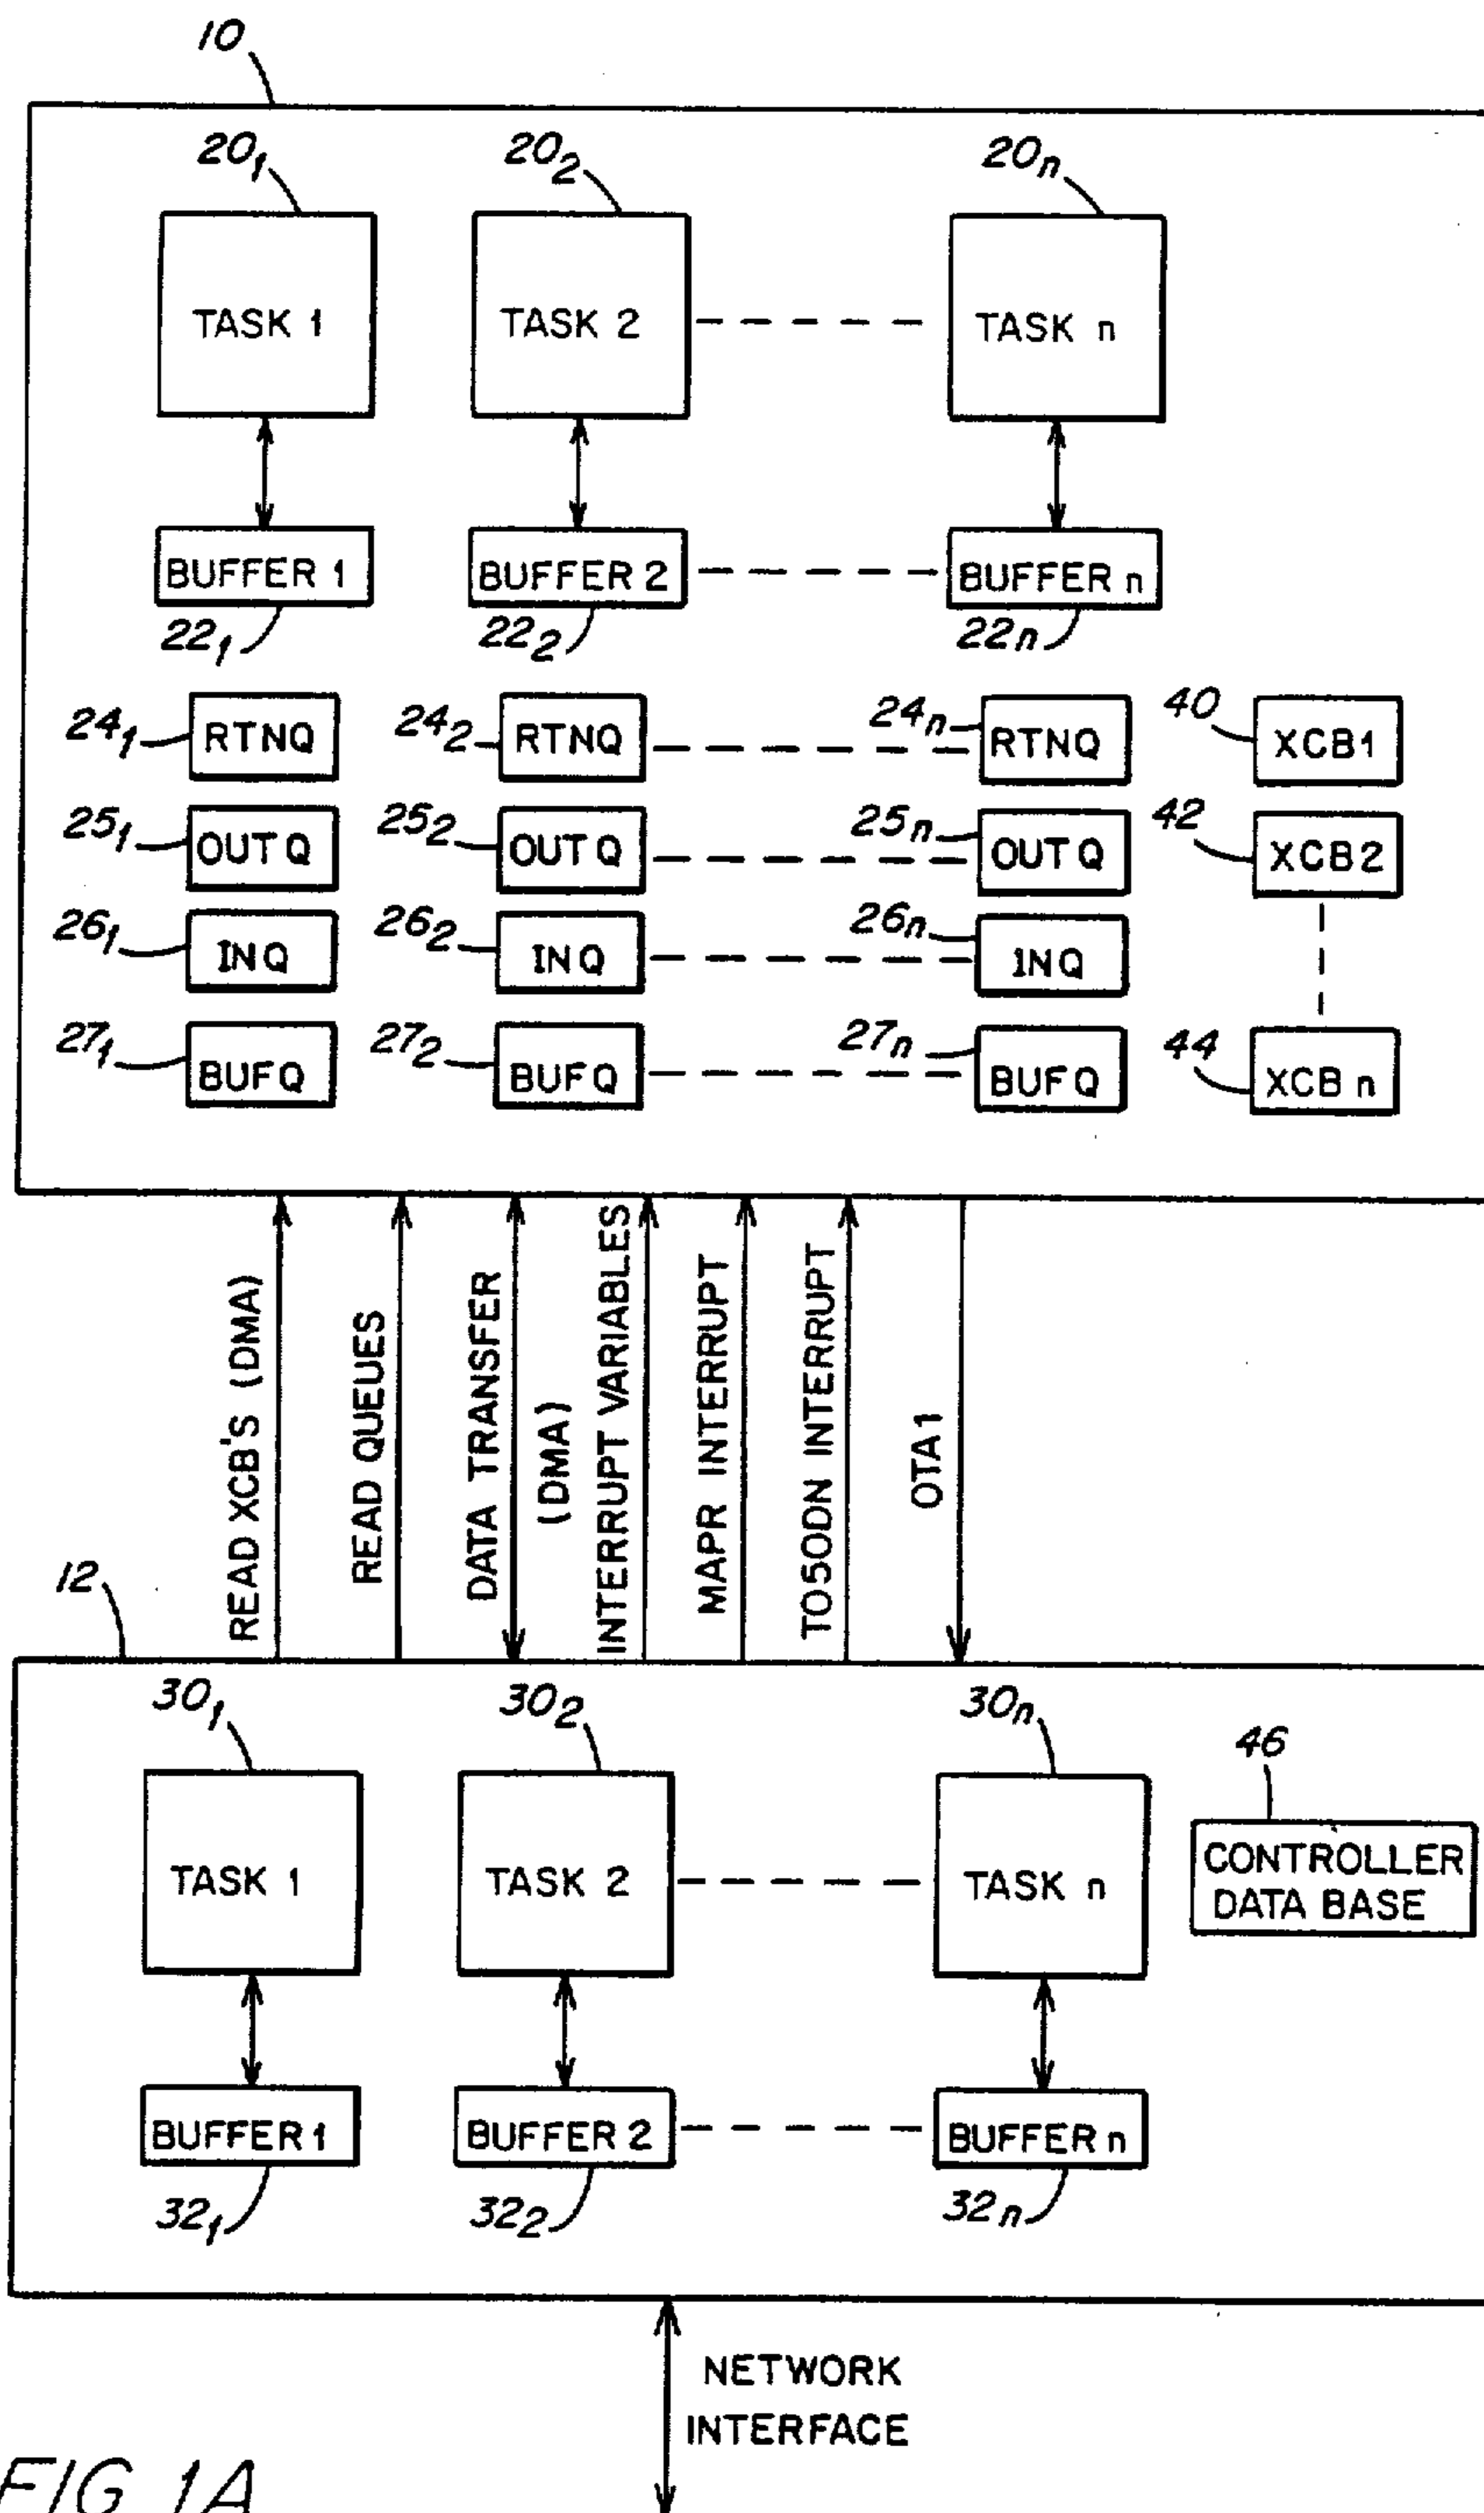 10
20₁ 20₂ 20n
TASK 1 TASK 2 TASK n
BUFFER 1 BUFFER 2 BUFFER n
22₁ 22₂ 22n
24₁ RTNQ 24₂ RTNQ 24n RTNQ 40 XCB1
25₁ OUTQ 25₂ OUTQ 25n OUTQ 42 XCB2
26₁ INQ 26₂ INQ 26n INQ
27₁ BUFQ 27₂ BUFQ 27n BUFQ 44 XCB n
READ XCB'S (DMA)
READ QUEUES
DATA TRANSFER
(DMA)
INTERRUPT VARIABLES
MAPR INTERRUPT
TO50DN INTERRUPT
OTA1
12
30₁ 30₂ 30n
46
TASK 1 TASK 2 TASK n
CONTROLLER
DATA BASE
BUFFER 1 BUFFER 2 BUFFER n
32₁ 32₂ 32n
NETWORK
INTERFACE
FIG 1A